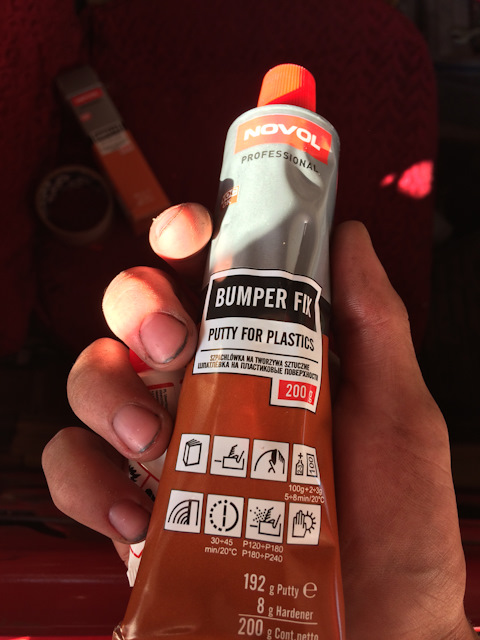 NOVOL
PROFESSIONAL
BUMPER FIX
PUTTY FOR PLASTICS
SZPACHLÓWKA NA TWORZYWA SZTUCZNE
ШПАТЛЕВКА НА ПЛАСТИКОВЫЕ ПОВЕРХНОСТИ
200
100g+2÷3g
5÷8min/20°C
30÷45
min/20°C
P120÷P180
P180÷P240
192 g Putty e
8 g Hardener
200 g Cont.netto